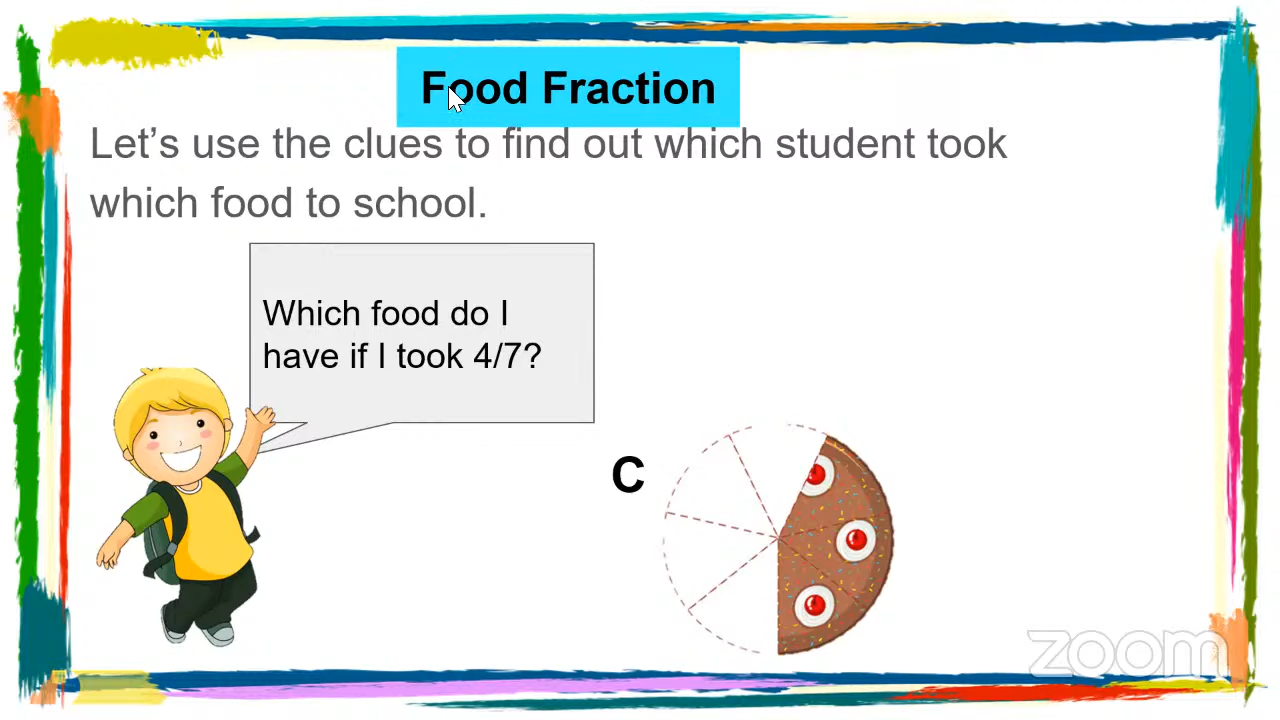 Food Fraction
Let’s use the clues to find out which student took
which food to school.
Which food do I
have if I took 4/7?
C
zoom